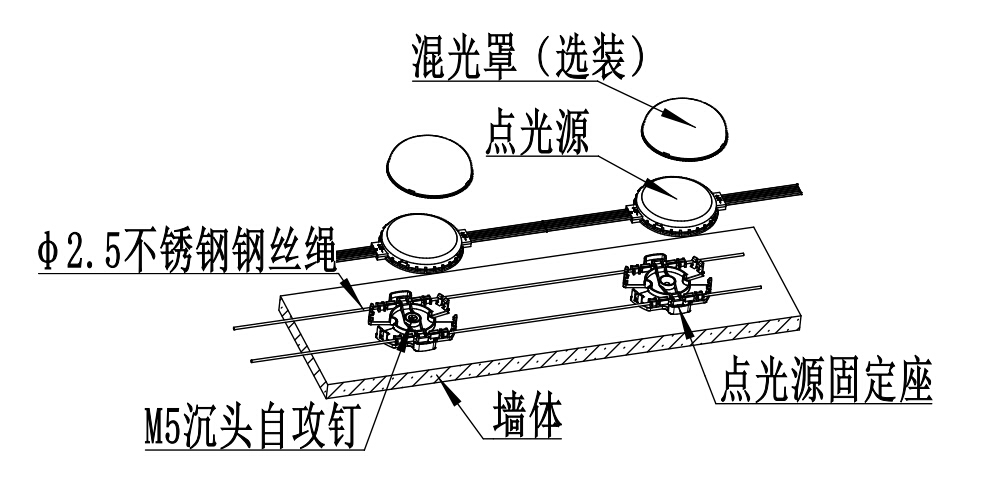 混光罩（选装）
点光源
φ2.5不锈钢钢丝绳
点光源固定座
M5沉头自攻钉
墙体